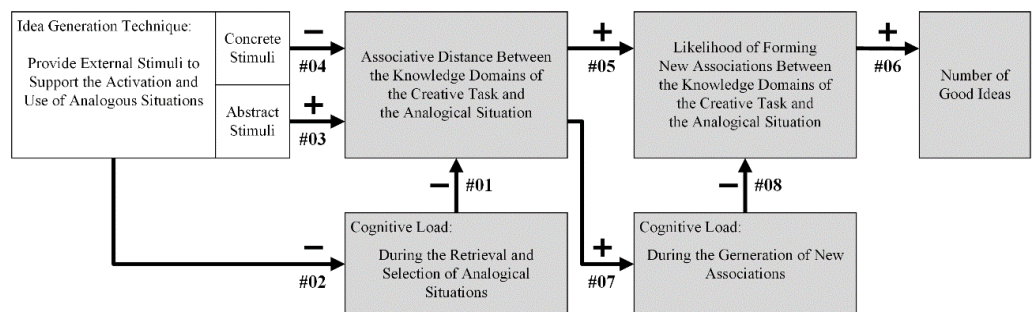 Idea Generation Technique:
Provide External Stimuli to
Support the Activation and
Use of Analogous Situations
Concrete
Stimuli
Abstract
Stimuli
−
#04
+
#03
Associative Distance Between
the Knowledge Domains of
the Creative Task and
the Analogical Situation
+
#05
Likelihood of Forming
New Associations Between
the Knowledge Domains of
the Creative Task and
the Analogical Situation
+
#06
Number of
Good Ideas
− #01
− #08
−
#02
Cognitive Load:
During the Retrieval and
Selection of Analogical
Situations
+
#07
Cognitive Load:
During the Gerneration of New
Associations